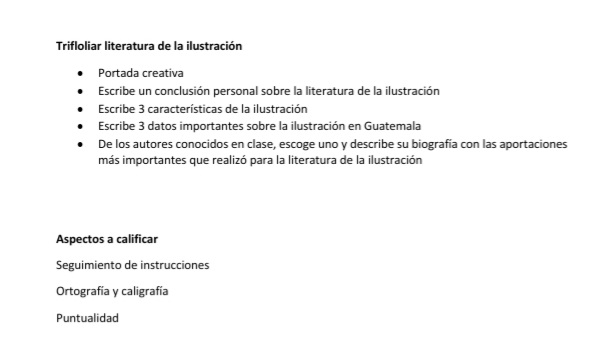 Trifloliar literatura de la ilustración
• Portada creativa
• Escribe un conclusión personal sobre la literatura de la ilustración
• Escribe 3 características de la ilustración
• Escribe 3 datos importantes sobre la ilustración en Guatemala
• De los autores conocidos en clase, escoge uno y describe su biografía con las aportaciones
más importantes que realizó para la literatura de la ilustración
Aspectos a calificar
Seguimiento de instrucciones
Ortografía y caligrafía
Puntualidad